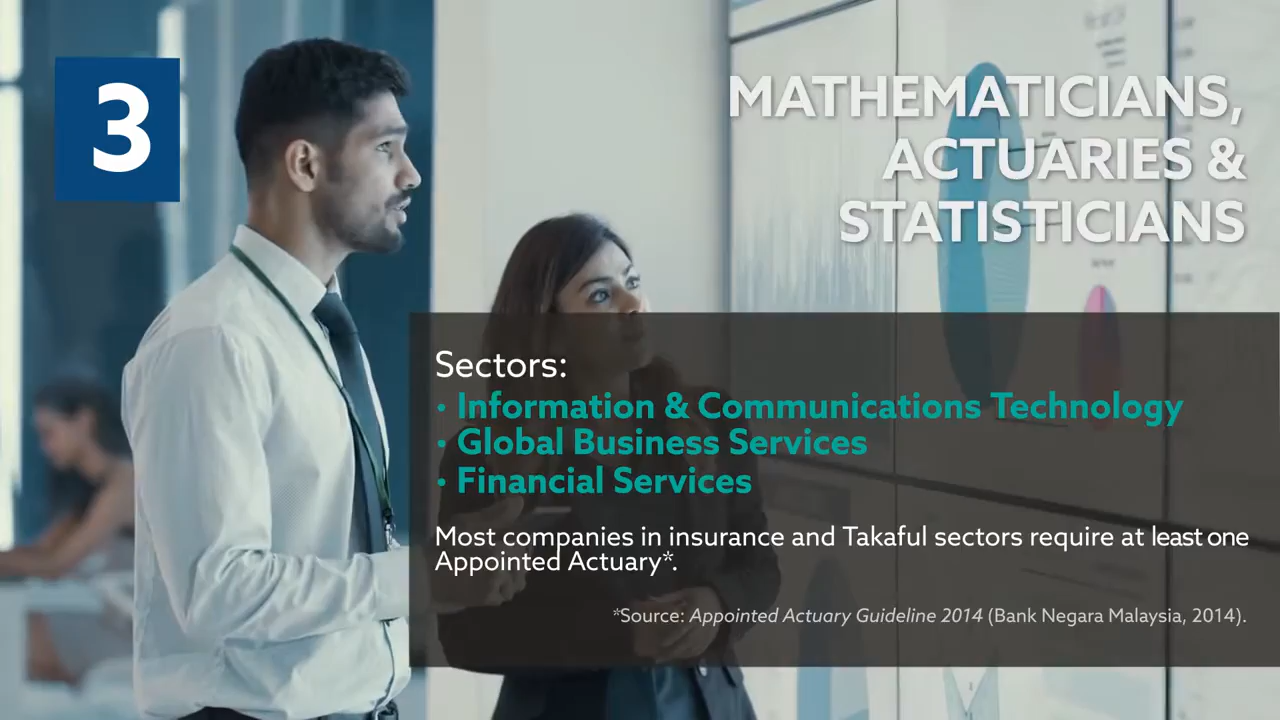 3
MATHEMATICIANS,
ACTUARIES &
STATISTICIANS
Sectors:
• Information & Communications Technology
• Global Business Services
• Financial Services
Most companies in insurance and Takaful sectors require at least one
Appointed Actuary*.
*Source: Appointed Actuary Guideline 2014 (Bank Negara Malaysia, 2014).